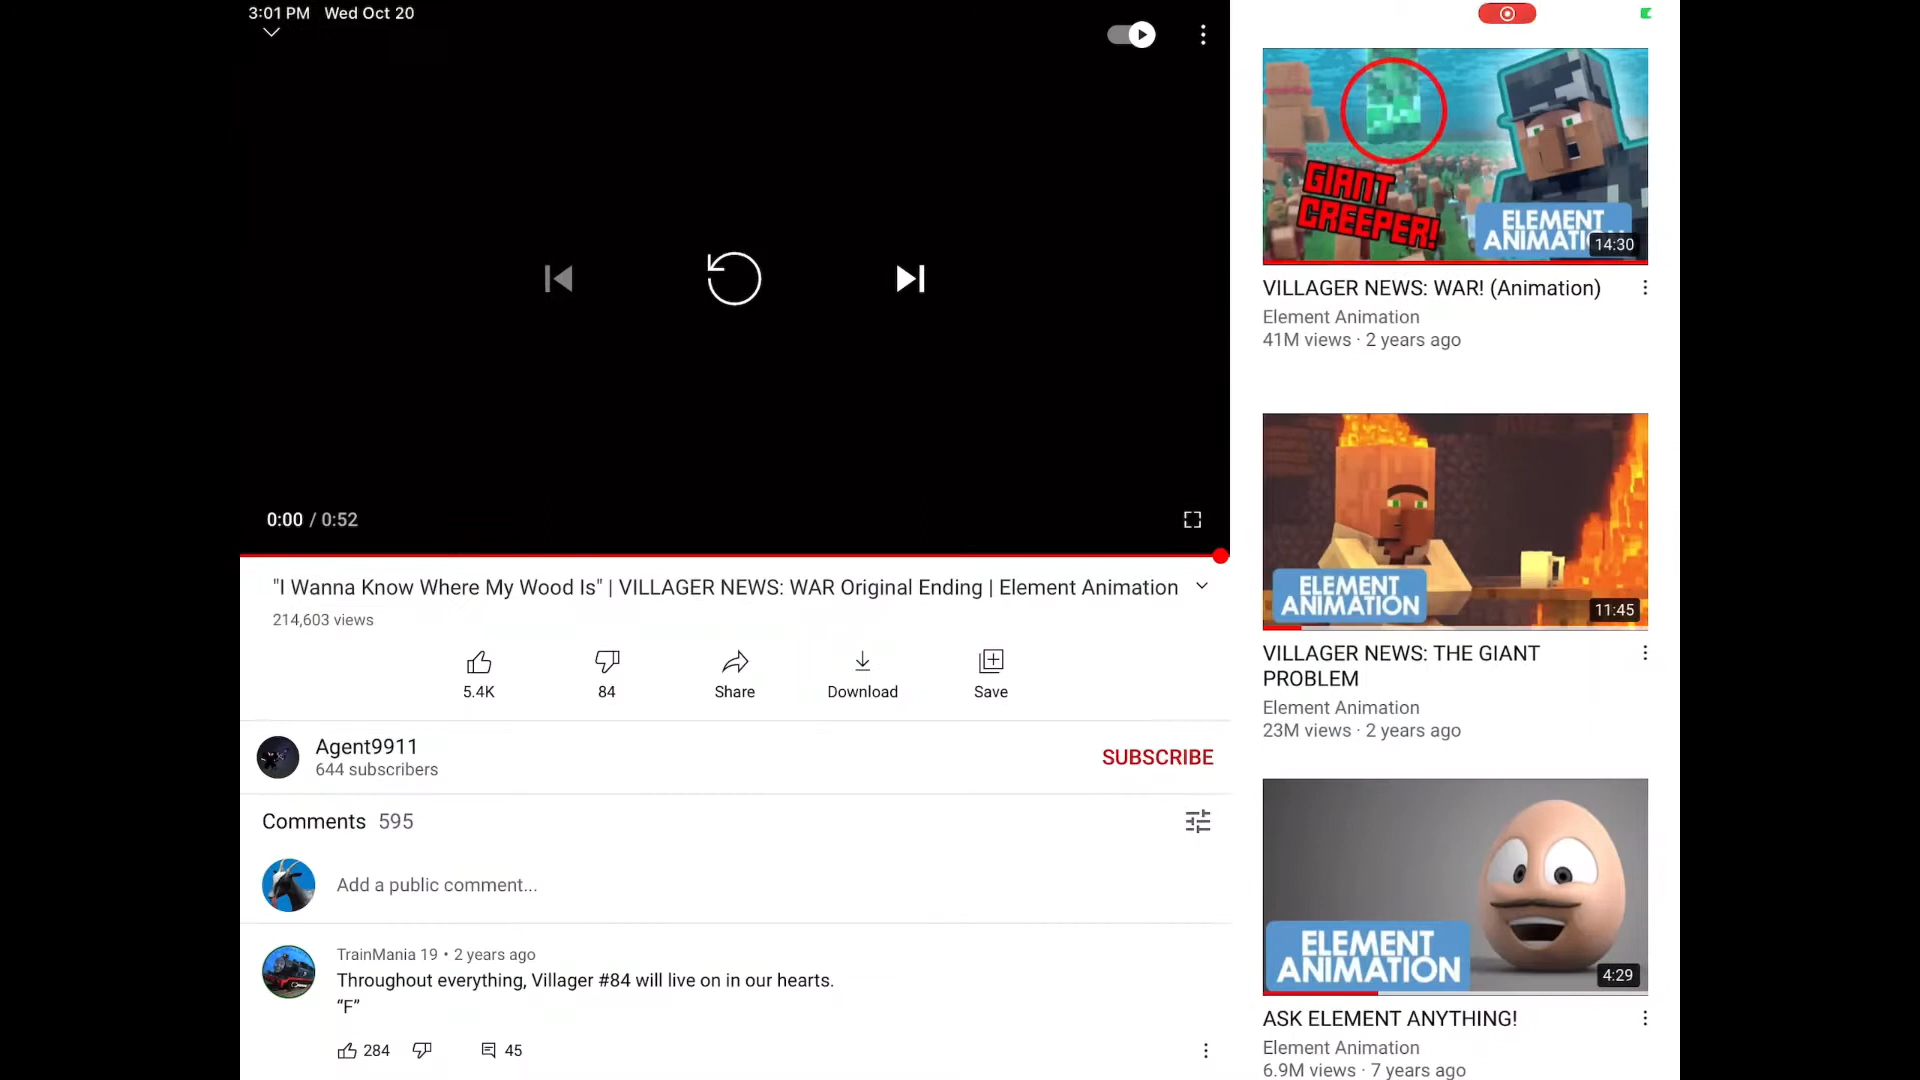 3:01 PM Wed Oct 20
0:00 / 0:52
"I Wanna Know Where My Wood Is" | VILLAGER NEWS: WAR Original Ending | Element Animation
214,603 views
5.4K
84
Share
Download
Save
Agent9911
644 subscribers
SUBSCRIBE
Comments 595
Add a public comment...
TrainMania 19 • 2 years ago
Throughout everything, Villager #84 will live on in our hearts.
“F”
284
45
GIANT
CREEPER!
ELEMENT
14:30
VILLAGER NEWS: WAR! (Animation)
Element Animation
41M views · 2 years ago
ELEMENT
ANIMATION
11:45
VILLAGER NEWS: THE GIANT
PROBLEM
Element Animation
23M views · 2 years ago
ELEMENT
ANIMATION
4:29
ASK ELEMENT ANYTHING!
Element Animation
6.9M views · 7 years ago